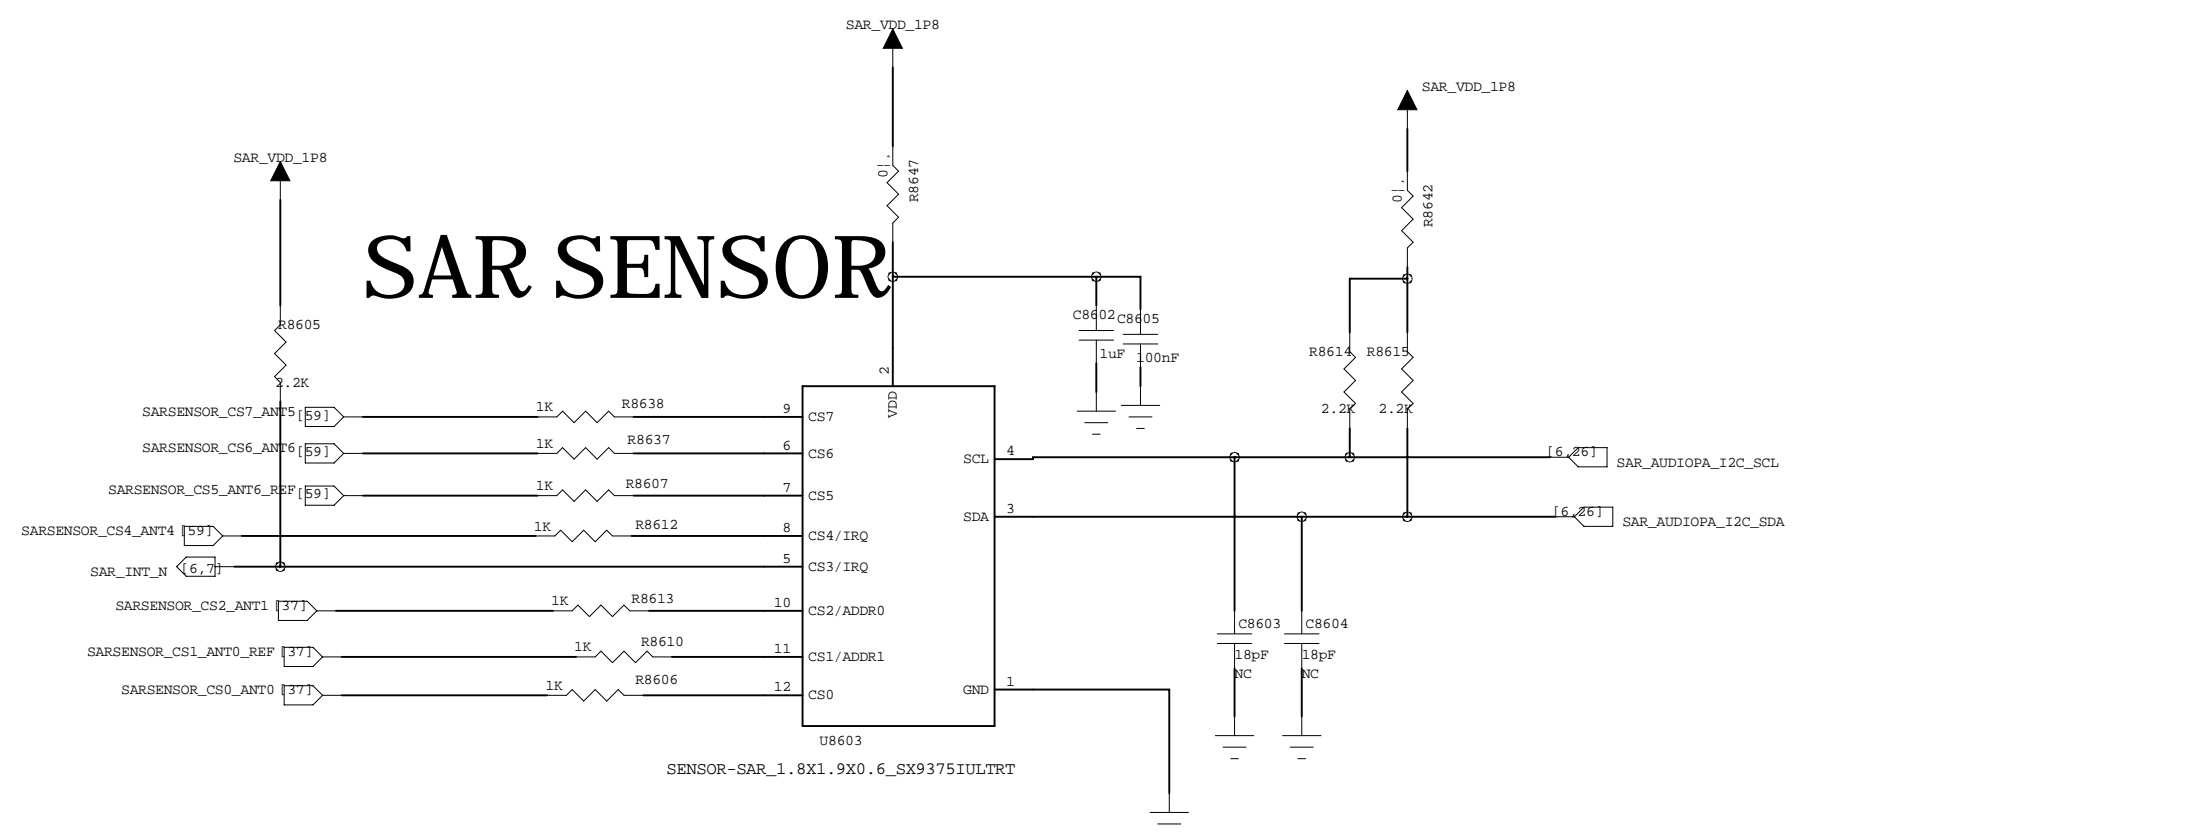 SAR_VDD_1P8
SAR_VDD_1P8
SAR_VDD_1P8
R8647
R8642
SAR SENSOR
R8605
2.2K
C8602
1uF
C8605
100nF
R8614
2.2K
R8615
2.2K
2
VDD
SARSENSOR_CS7_ANT5 [59] 1K R8638 9 CS7
SARSENSOR_CS6_ANT6 [59] 1K R8637 6 CS6
SARSENSOR_CS5_ANT6_REF [59] 1K R8607 7 CS5
SARSENSOR_CS4_ANT4 [59] 1K R8612 8 CS4/IRQ
SAR_INT_N [6,7] 5 CS3/IRQ
SARSENSOR_CS2_ANT1 [37] 1K R8613 10 CS2/ADDR0
SARSENSOR_CS1_ANT0_REF [37] 1K R8610 11 CS1/ADDR1
SARSENSOR_CS0_ANT0 [37] 1K R8606 12 CS0
SCL 4 [6,26] SAR_AUDIOPA_I2C_SCL
SDA 3 [6,26] SAR_AUDIOPA_I2C_SDA
C8603
18pF
NC
C8604
18pF
NC
GND 1
U8603
SENSOR-SAR_1.8X1.9X0.6_SX9375IULTRT